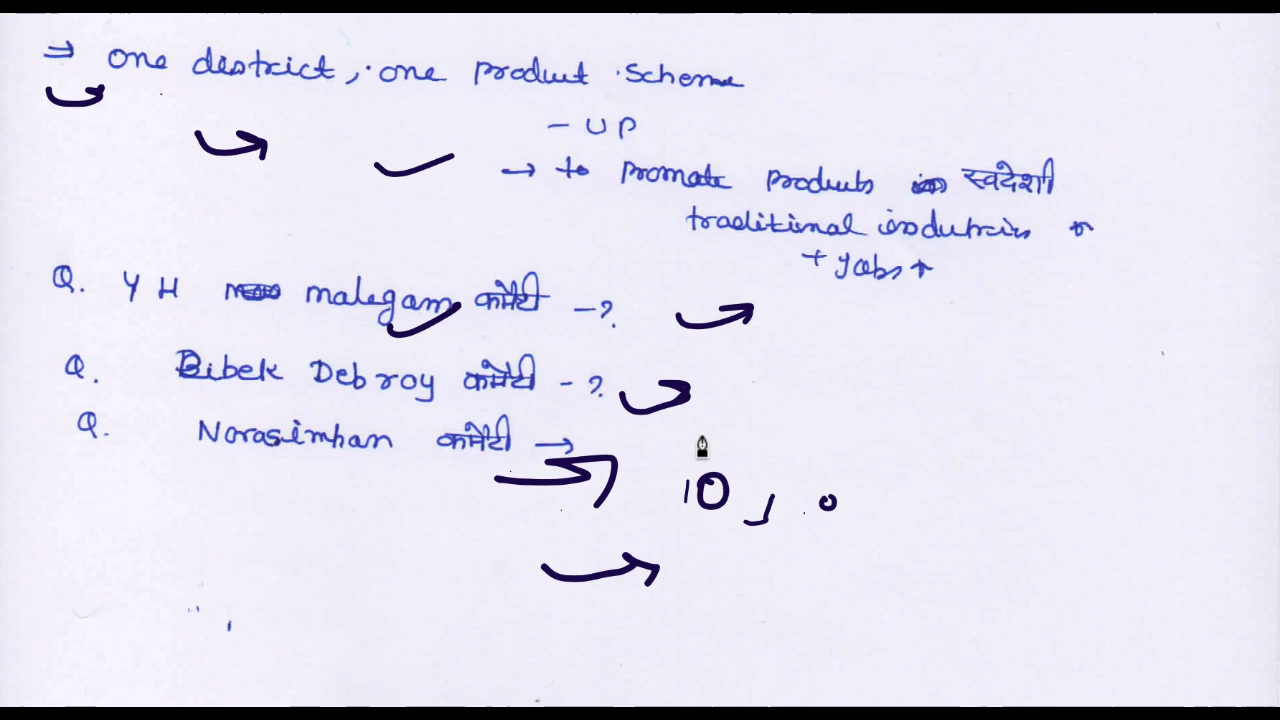 ⇒ one district, one product scheme
- UP
→ to promote products स्वदेशी
traditional industries
+ Jobs ↑
Q. Y H malegam कमेटी -?
Q. Bibek Debroy कमेटी - ?
Q. Narasimhan कमेटी →
10